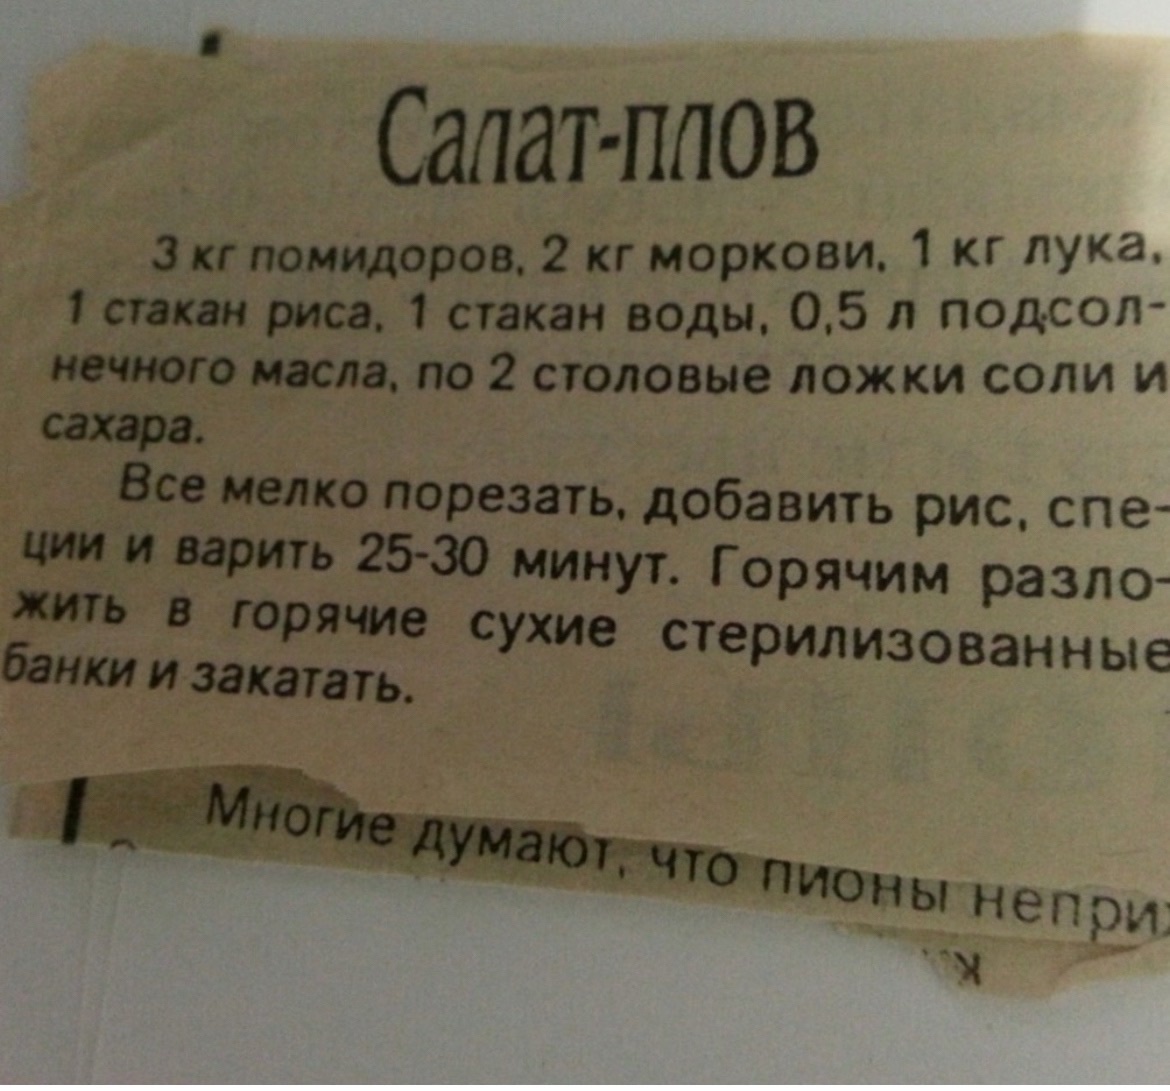 Салат-плов
3 кг помидоров, 2 кг моркови, 1 кг лука,
1 стакан риса, 1 стакан воды, 0,5 л подсол-
нечного масла, по 2 столовые ложки соли и
сахара.
Все мелко порезать, добавить рис, спе-
ции и варить 25-30 минут. Горячим разло-
жить в горячие сухие стерилизованные
банки и закатать.
Многие думают, что пионы неприх